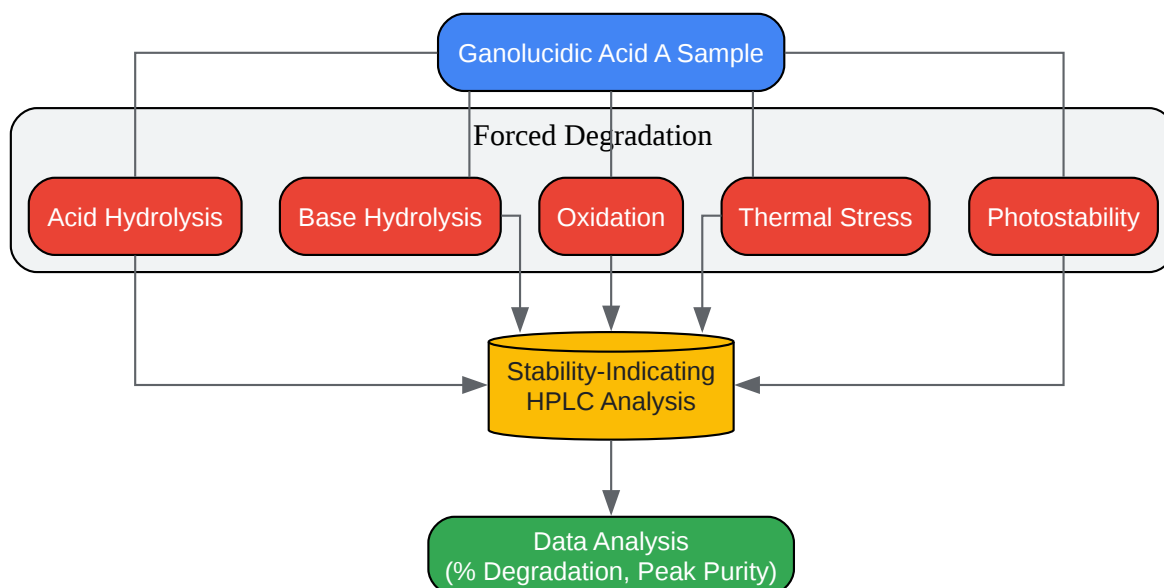 Ganolucidic Acid A Sample
Forced Degradation
Acid Hydrolysis
Base Hydrolysis
Oxidation
Thermal Stress
Photostability
Stability-Indicating
HPLC Analysis
Data Analysis
(% Degradation, Peak Purity)